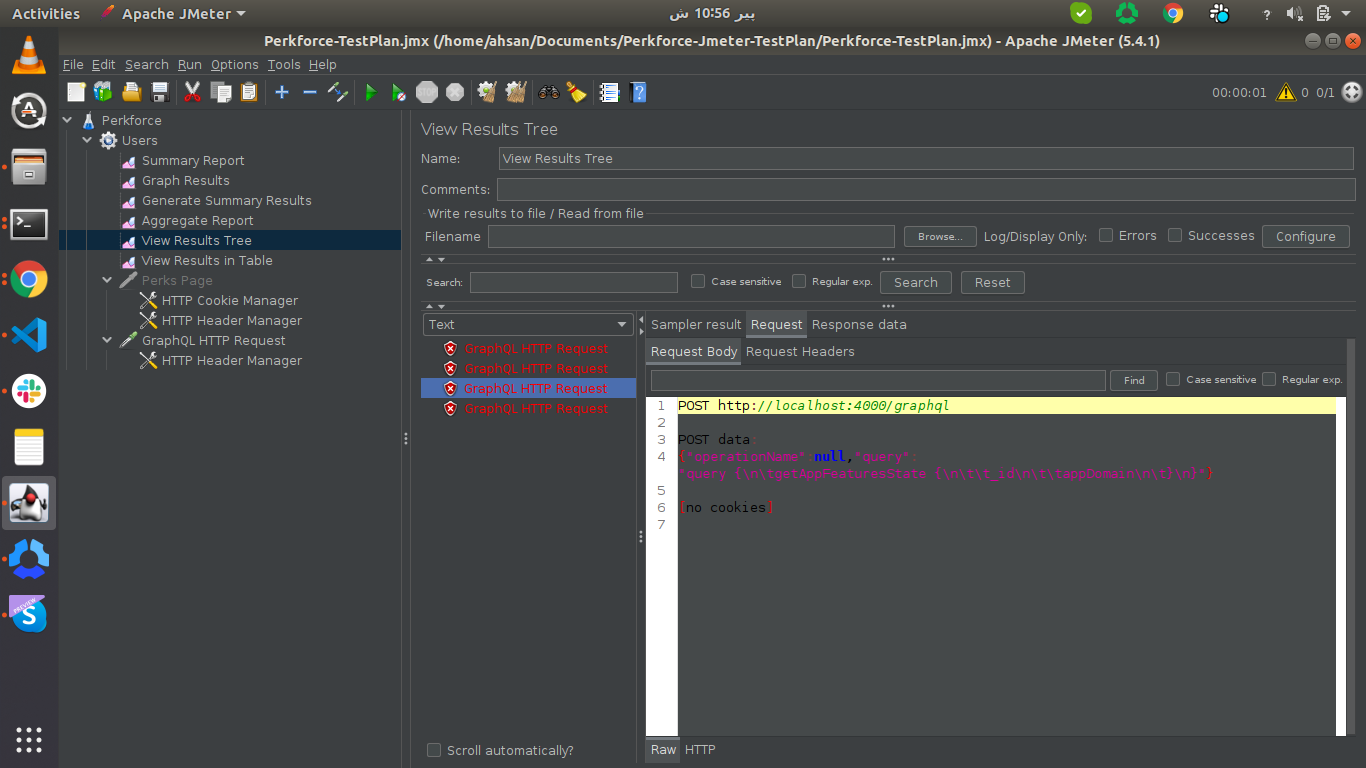 Activities
Apache JMeter
پیر 10:56 ش
?
Perkforce-TestPlan.jmx (/home/ahsan/Documents/Perkforce-Jmeter-TestPlan/Perkforce-TestPlan.jmx) - Apache JMeter (5.4.1)
File Edit Search Run Options Tools Help
STOP
00:00:01 0 0/1
Perkforce
Users
Summary Report
Graph Results
Generate Summary Results
Aggregate Report
View Results Tree
View Results in Table
Perks Page
HTTP Cookie Manager
HTTP Header Manager
GraphQL HTTP Request
HTTP Header Manager
View Results Tree
Name: View Results Tree
Comments:
Write results to file / Read from file
Filename Browse... Log/Display Only: Errors Successes Configure
Search: Case sensitive Regular exp. Search Reset
Text
GraphQL HTTP Request
GraphQL HTTP Request
GraphQL HTTP Request
GraphQL HTTP Request
Scroll automatically?
Sampler result Request Response data
Request Body Request Headers
Find Case sensitive Regular exp.
1 POST http://localhost:4000/graphql
2
3 POST data:
4 {"operationName":null,"query":
"query {\n\tgetAppFeaturesState {\n\t\t_id\n\t\tappDomain\n\t}\n}"}
5
6 [no cookies]
7
Raw HTTP
PREVIEW
S